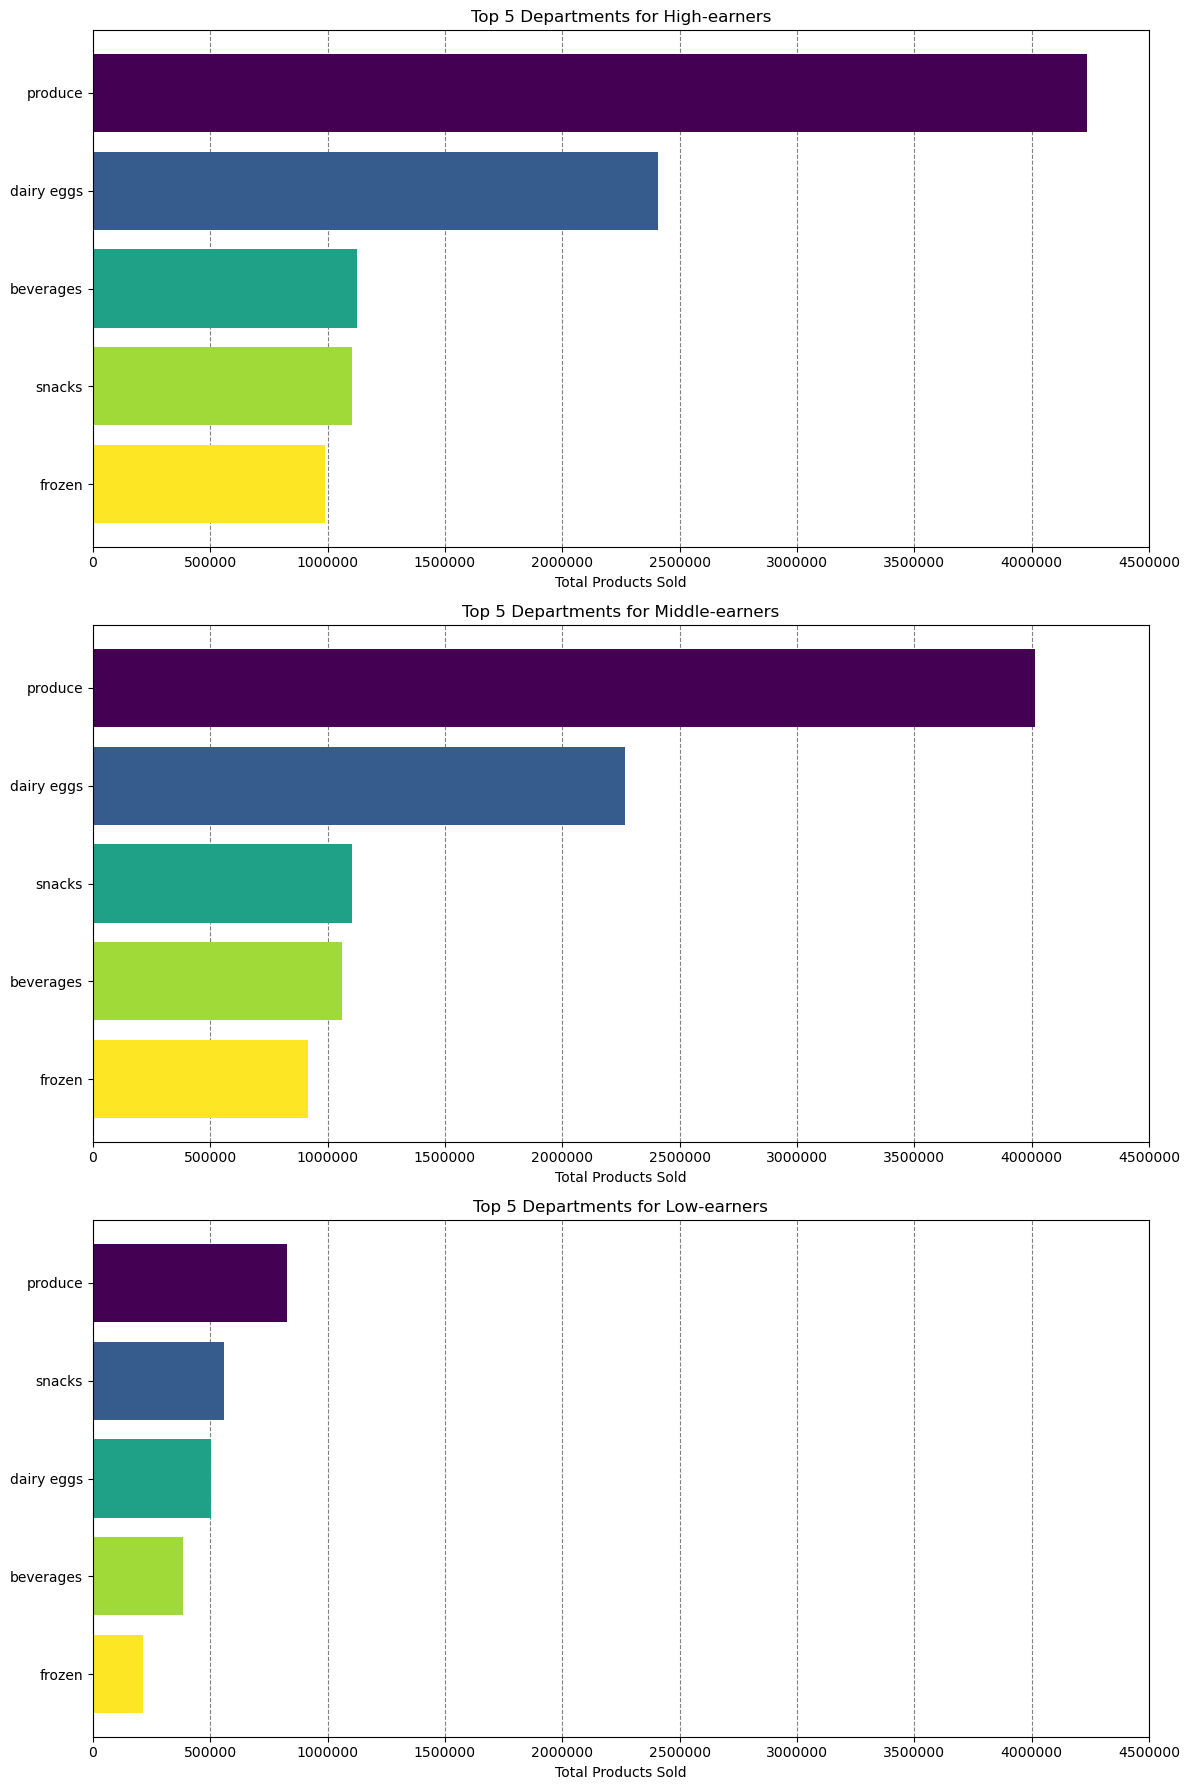 Top 5 Departments for High-earners
produce
dairy eggs
beverages
snacks
frozen
0 500000 1000000 1500000 2000000 2500000 3000000 3500000 4000000 4500000
Total Products Sold
Top 5 Departments for Middle-earners
produce
dairy eggs
snacks
beverages
frozen
0 500000 1000000 1500000 2000000 2500000 3000000 3500000 4000000 4500000
Total Products Sold
Top 5 Departments for Low-earners
produce
snacks
dairy eggs
beverages
frozen
0 500000 1000000 1500000 2000000 2500000 3000000 3500000 4000000 4500000
Total Products Sold